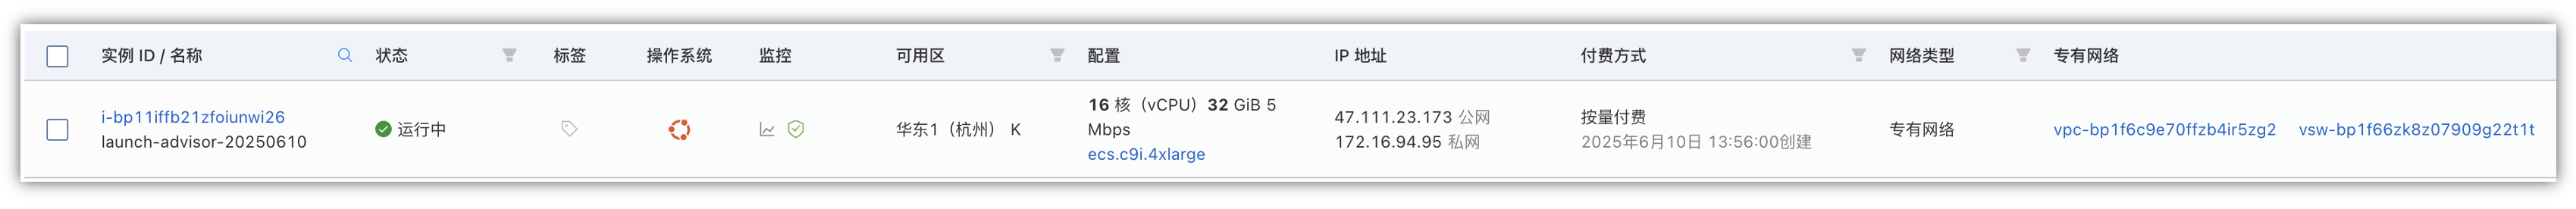 实例 ID / 名称 状态 标签 操作系统 监控 可用区 配置 IP 地址 付费方式 网络类型 专有网络
i-bp11iffb21zfoiunwi26
launch-advisor-20250610
运行中
华东1（杭州） K
16 核（vCPU）32 GiB 5
Mbps
ecs.c9i.4xlarge
47.111.23.173 公网
172.16.94.95 私网
按量付费
2025年6月10日 13:56:00创建
专有网络
vpc-bp1f6c9e70ffzb4ir5zg2 vsw-bp1f66zk8z07909g22t1t